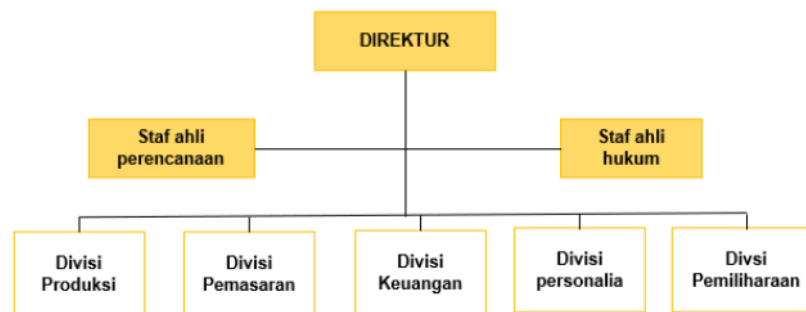 DIREKTUR
Staf ahli
perencanaan
Staf ahli
hukum
Divisi
Produksi
Divisi
Pemasaran
Divisi
Keuangan
Divisi
personalia
Divsi
Pemiliharaan